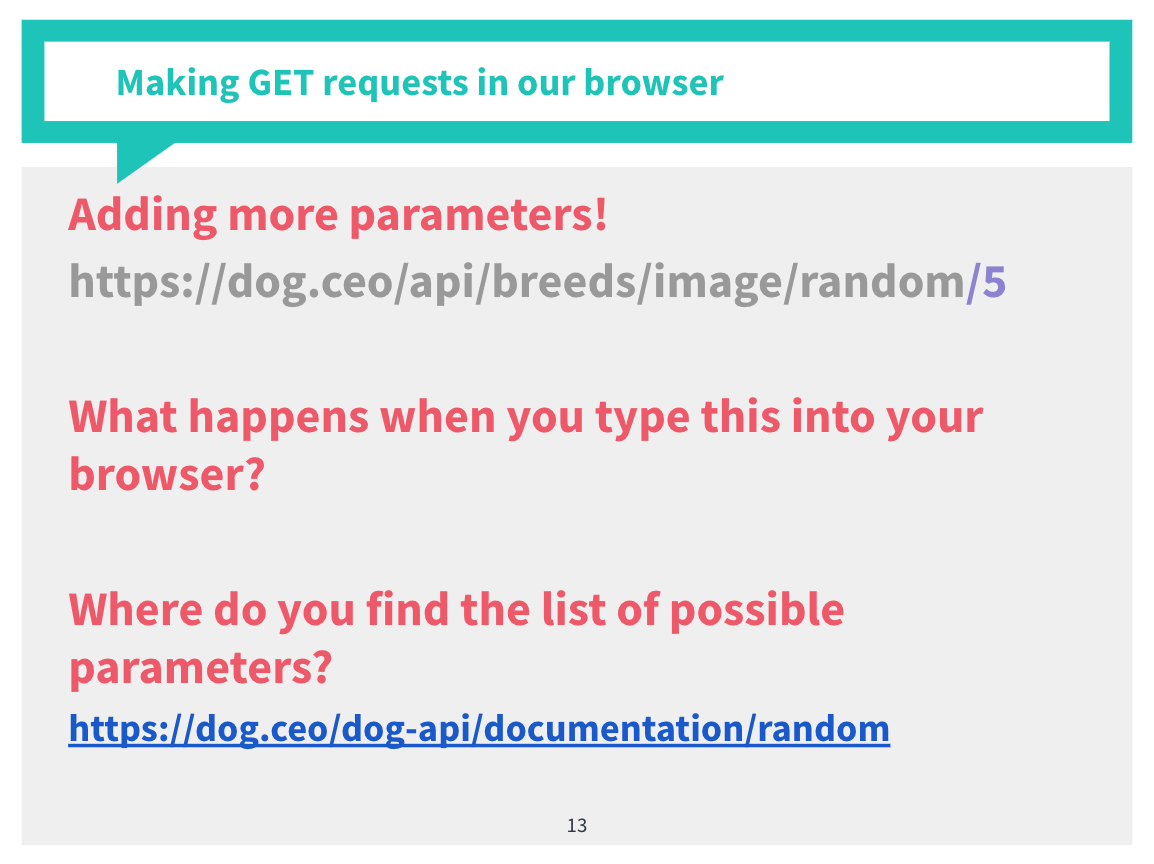 Making GET requests in our browser
Adding more parameters!
https://dog.ceo/api/breeds/image/random/5
What happens when you type this into your
browser?
Where do you find the list of possible
parameters?
https://dog.ceo/dog-api/documentation/random
13